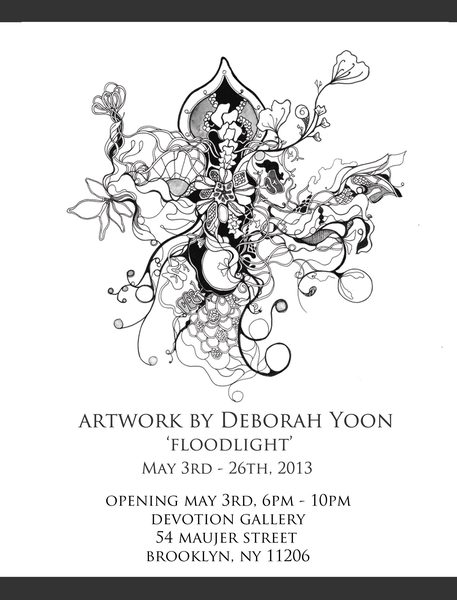 ARTWORK BY DEBORAH YOON
‘FLOODLIGHT’
MAY 3RD - 26TH, 2013
OPENING MAY 3RD, 6PM - 10PM
DEVOTION GALLERY
54 MAUJER STREET
BROOKLYN, NY 11206